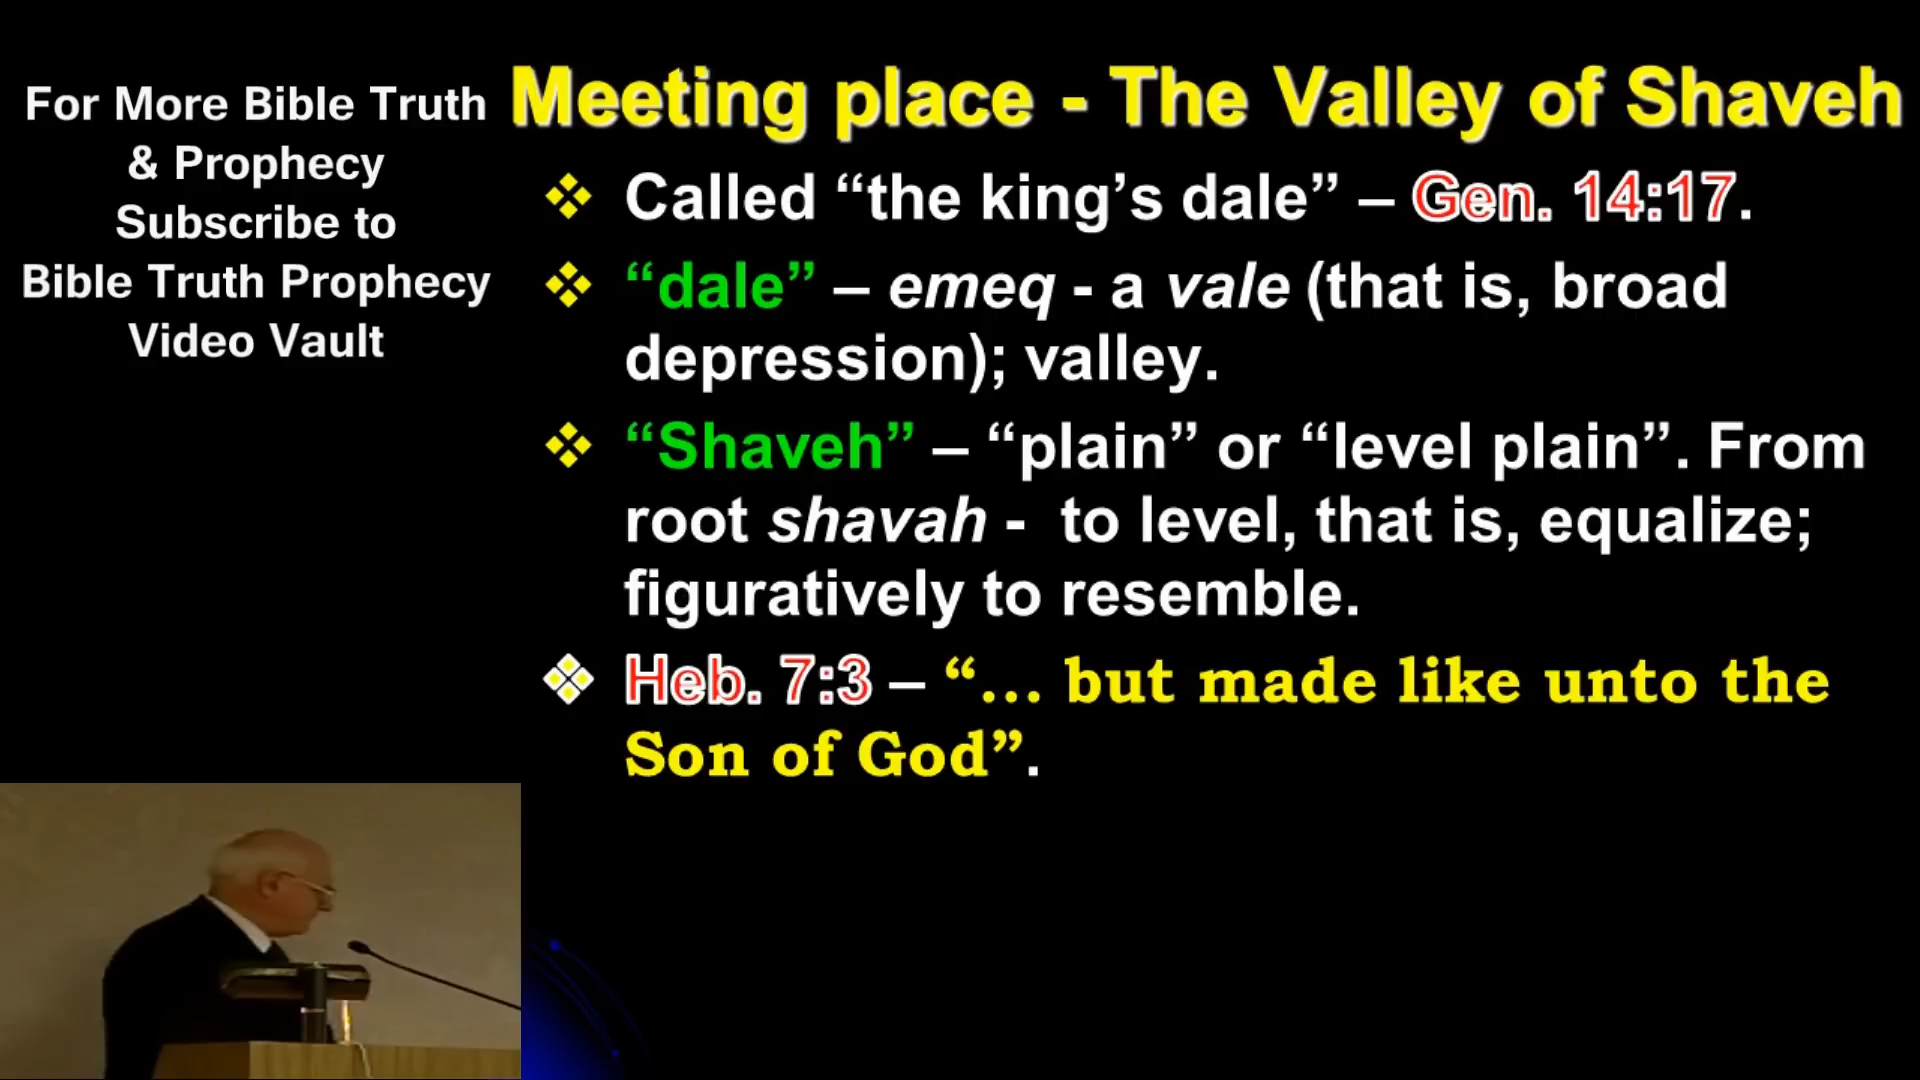 For More Bible Truth
& Prophecy
Subscribe to
Bible Truth Prophecy
Video Vault
Meeting place - The Valley of Shaveh
Called “the king’s dale” – Gen. 14:17.
“dale” – emeq - a vale (that is, broad
depression); valley.
“Shaveh” – “plain” or “level plain”. From
root shavah - to level, that is, equalize;
figuratively to resemble.
Heb. 7:3 – “... but made like unto the
Son of God”.